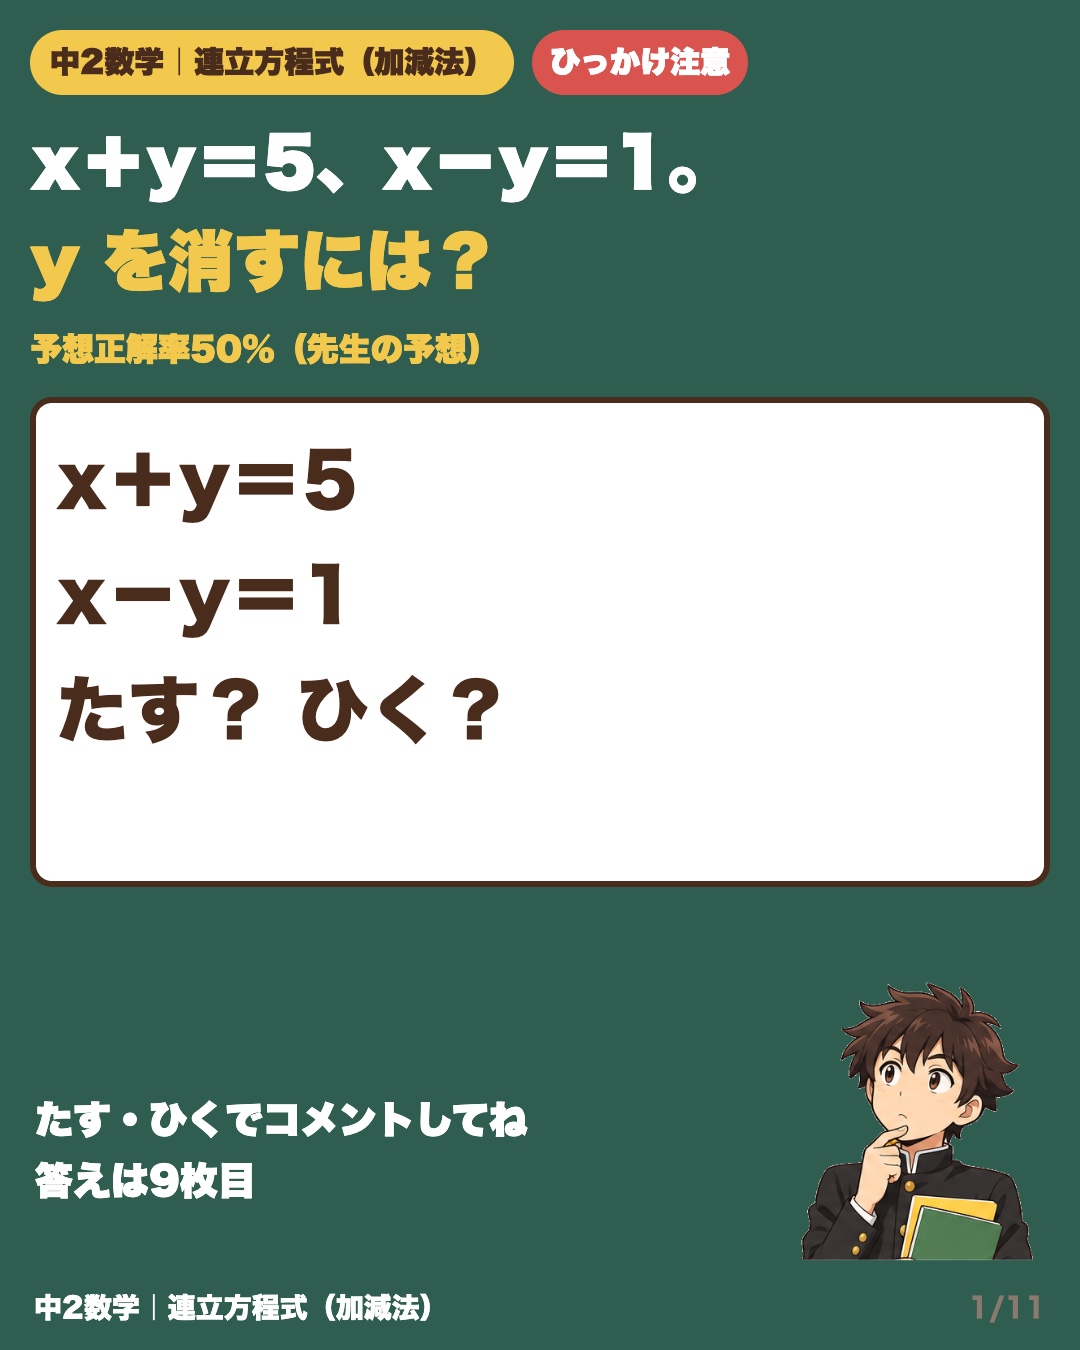 中2数学｜連立方程式（加減法）
ひっかけ注意
x＋y＝5、x－y＝1。
y を消すには？
予想正解率50％（先生の予想）
x＋y＝5
x－y＝1
たす？ ひく？
たす・ひくでコメントしてね
答えは9枚目
中2数学｜連立方程式（加減法）
1/11